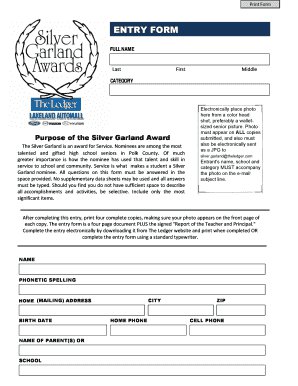 Print Form
Silver
Garland
Awards
The Ledger
LAKELAND AUTOMALL
ENTRY FORM
FULL NAME
Last First Middle
CATEGORY
Electronically place photo
here from a color head
shot, preferably a wallet-
sized senior picture. Photo
must appear on ALL copies
submitted, and also must
also be electronically sent
as a JPG to
silver.garland@theledger.com
Entrant's name, school and
category MUST accompany
the photo on the e-mail
subject line.
Purpose of the Silver Garland Award
The Silver Garland is an award for Service. Nominees are among the most
talented and gifted high school seniors in Polk County. Of much
greater importance is how the nominee has used that talent and skill in
service to school and community. Service is what makes a student a Silver
Garland nominee. All questions on this form must be answered in the
space provided. No supplementary data sheets may be used and all answers
must be typed. Should you find you do not have sufficient space to describe
all accomplishments and activities, be selective. Include only the most
significant items.
After completing this entry, print four complete copies, making sure your photo appears on the front page of
each copy. The entry form is a four page document PLUS the signed "Report of the Teacher and Principal."
Complete the entry electronically by downloading it from The Ledger website and print when completed OR
complete the entry form using a standard typewriter.
NAME
PHONETIC SPELLING
HOME (MAILING) ADDRESS CITY ZIP
BIRTH DATE HOME PHONE CELL PHONE
NAME OF PARENT(S) OR
SCHOOL